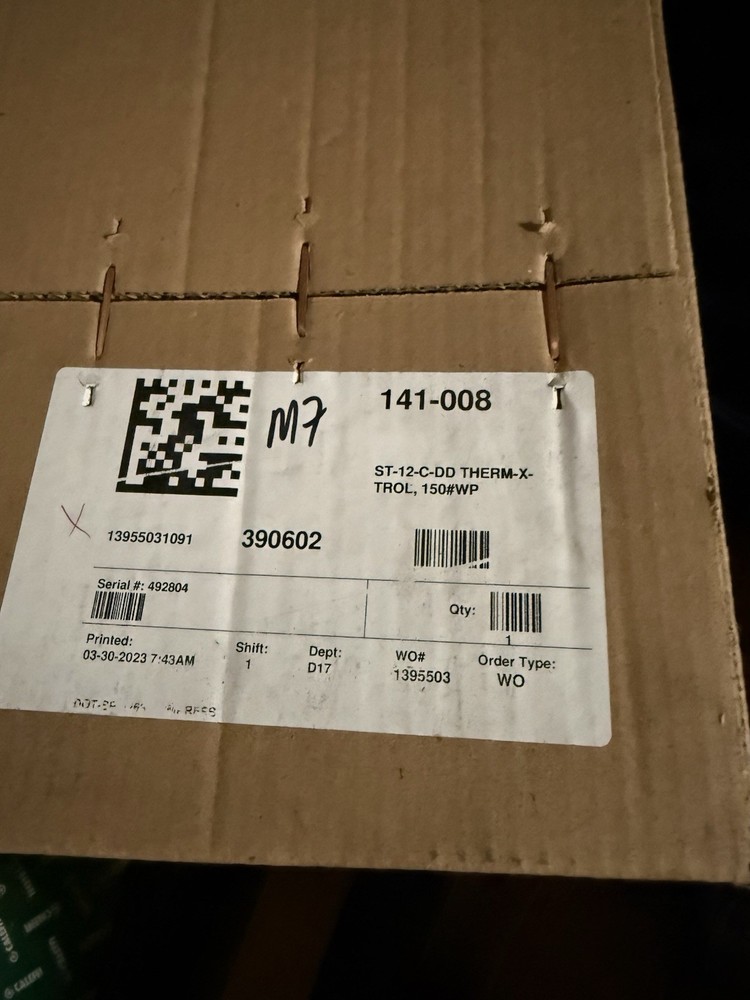 M7
141-008
ST-12-C-DD THERM-X-
TROL, 150#WP
X
13955031091
390602
Serial #: 492804
Qty:
1
Printed:
03-30-2023 7:43AM
Shift:
1
Dept:
D17
WO#
1395503
Order Type:
WO
CALEFFI